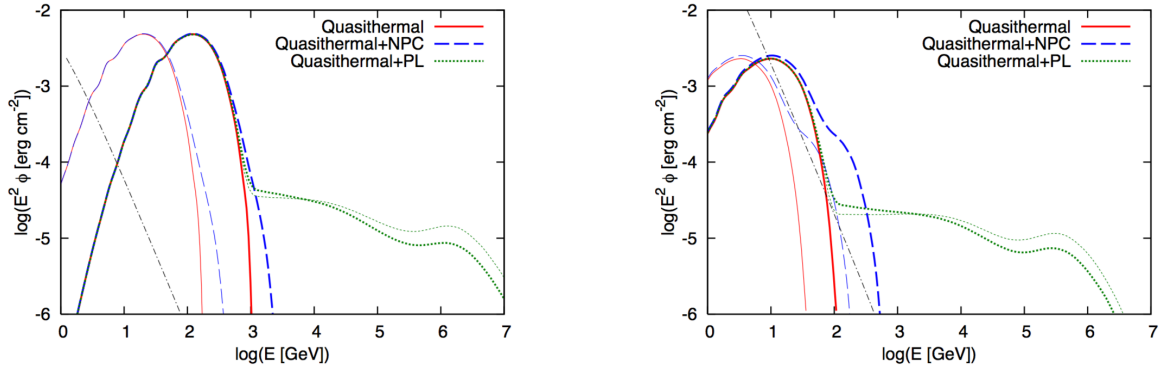 -2
-3
-4
-5
-6
log(E² ϕ [erg cm⁻²])
Quasithermal
Quasithermal+NPC
Quasithermal+PL
0 1 2 3 4 5 6 7
log(E [GeV])
-2
-3
-4
-5
-6
log(E² ϕ [erg cm⁻²])
Quasithermal
Quasithermal+NPC
Quasithermal+PL
0 1 2 3 4 5 6 7
log(E [GeV])